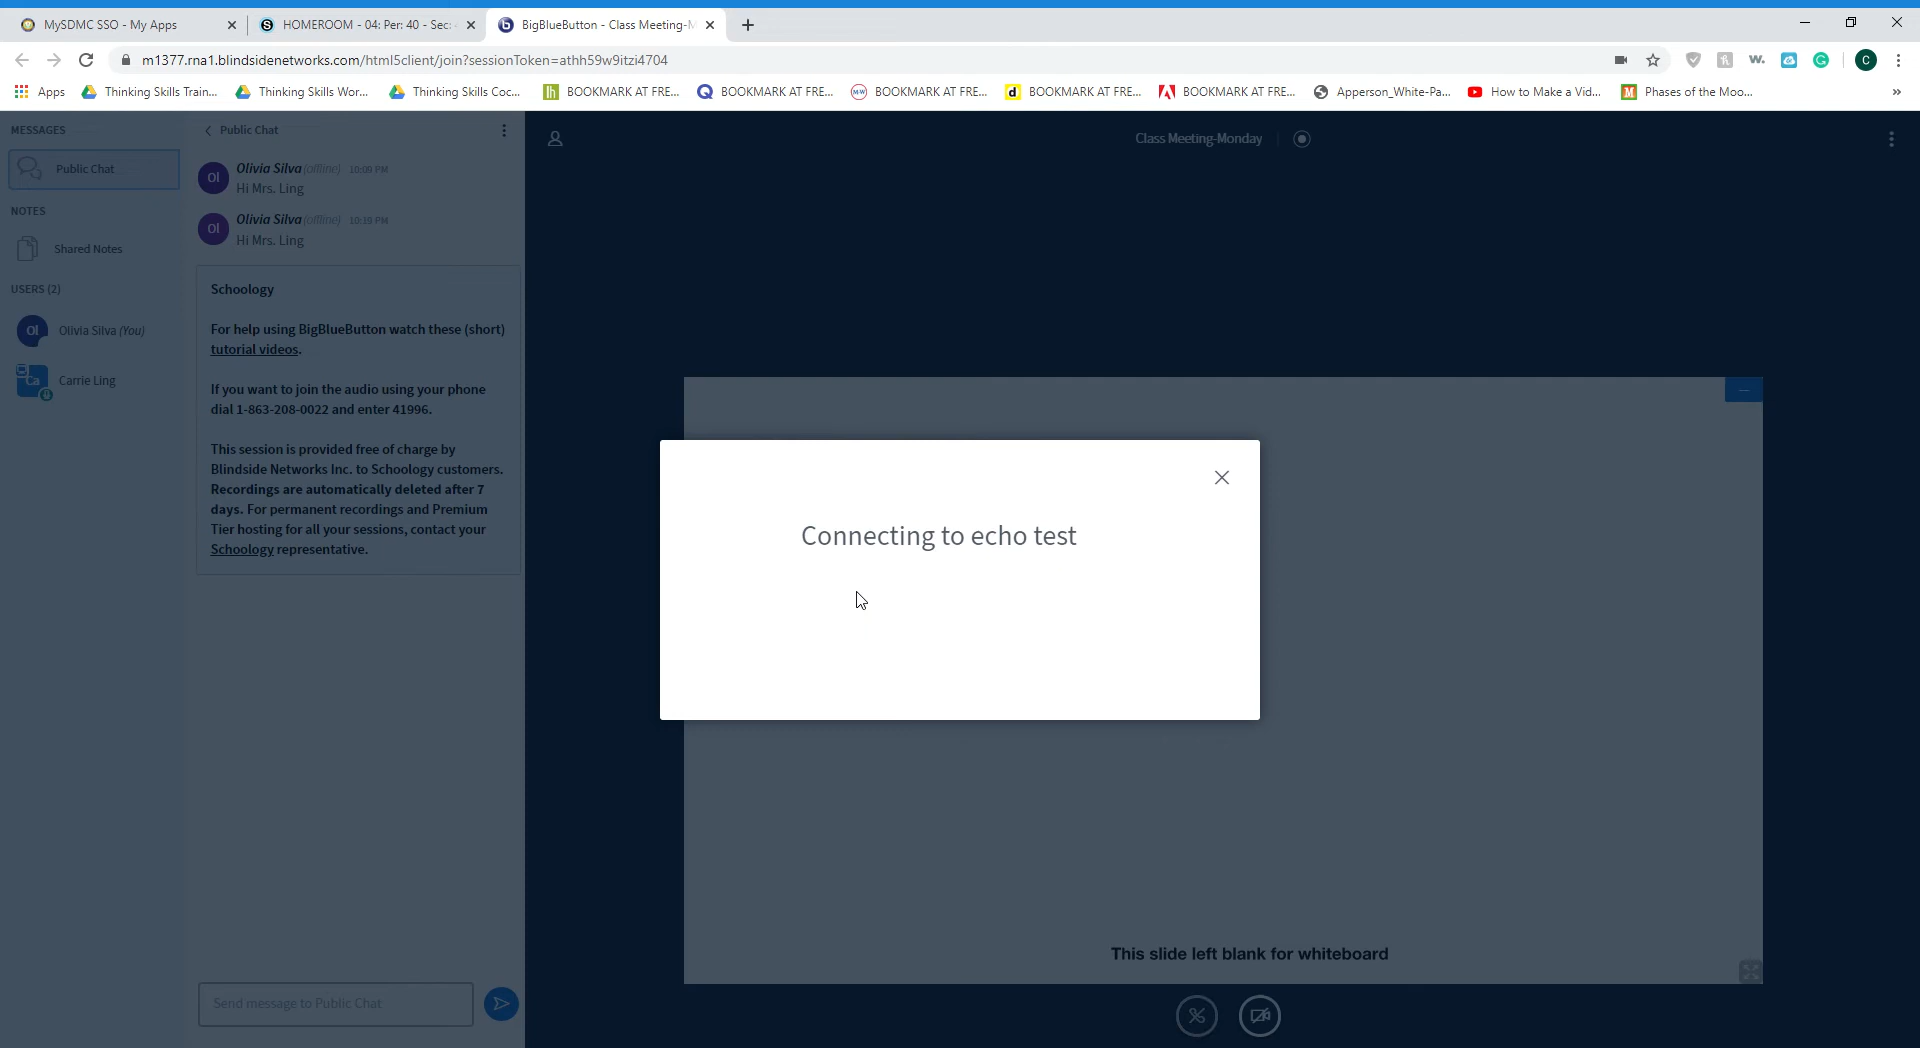 MySDMC SSO - My Apps
HOMEROOM - 04: Per: 40 - Sec:
BigBlueButton - Class Meeting-M
m1377.rna1.blindsidenetworks.com/html5client/join?sessionToken=athh59w9itzi4704
C
Apps
Thinking Skills Train...
Thinking Skills Wor...
Thinking Skills Coc...
BOOKMARK AT FRE...
BOOKMARK AT FRE...
BOOKMARK AT FRE...
BOOKMARK AT FRE...
BOOKMARK AT FRE...
Apperson_White-Pa...
How to Make a Vid...
Phases of the Moo...
MESSAGES
Public Chat
NOTES
Shared Notes
USERS (2)
Ol
Olivia Silva (You)
Ca
Carrie Ling
Public Chat
Ol
Olivia Silva (offline) 10:09 PM
Hi Mrs. Ling
Ol
Olivia Silva (offline) 10:19 PM
Hi Mrs. Ling
Schoology
For help using BigBlueButton watch these (short)
tutorial videos.
If you want to join the audio using your phone
dial 1-863-208-0022 and enter 41996.
This session is provided free of charge by
Blindside Networks Inc. to Schoology customers.
Recordings are automatically deleted after 7
days. For permanent recordings and Premium
Tier hosting for all your sessions, contact your
Schoology representative.
Send message to Public Chat
Class Meeting-Monday
Connecting to echo test
This slide left blank for whiteboard